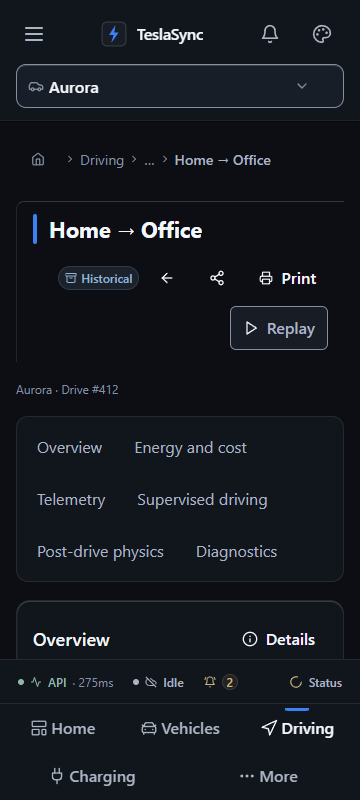 TeslaSync
Aurora
Driving ... Home → Office
Home → Office
Historical Print
Replay
Aurora · Drive #412
Overview Energy and cost
Telemetry Supervised driving
Post-drive physics Diagnostics
Overview Details
API · 275ms Idle 2 Status
Home Vehicles Driving
Charging More